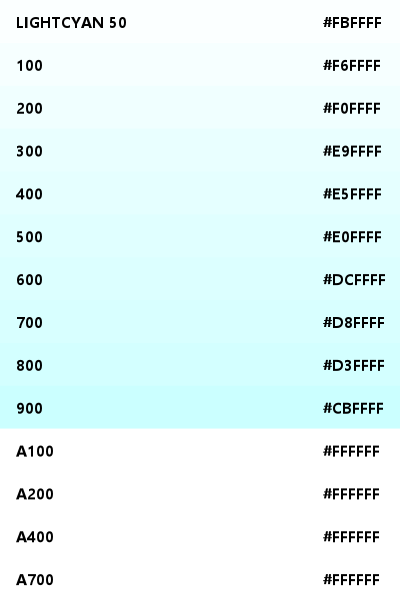 LIGHTCYAN 50 #FBFFFF
100 #F6FFFF
200 #F0FFFF
300 #E9FFFF
400 #E5FFFF
500 #E0FFFF
600 #DCFFFF
700 #D8FFFF
800 #D3FFFF
900 #CBFFFF
A100 #FFFFFF
A200 #FFFFFF
A400 #FFFFFF
A700 #FFFFFF